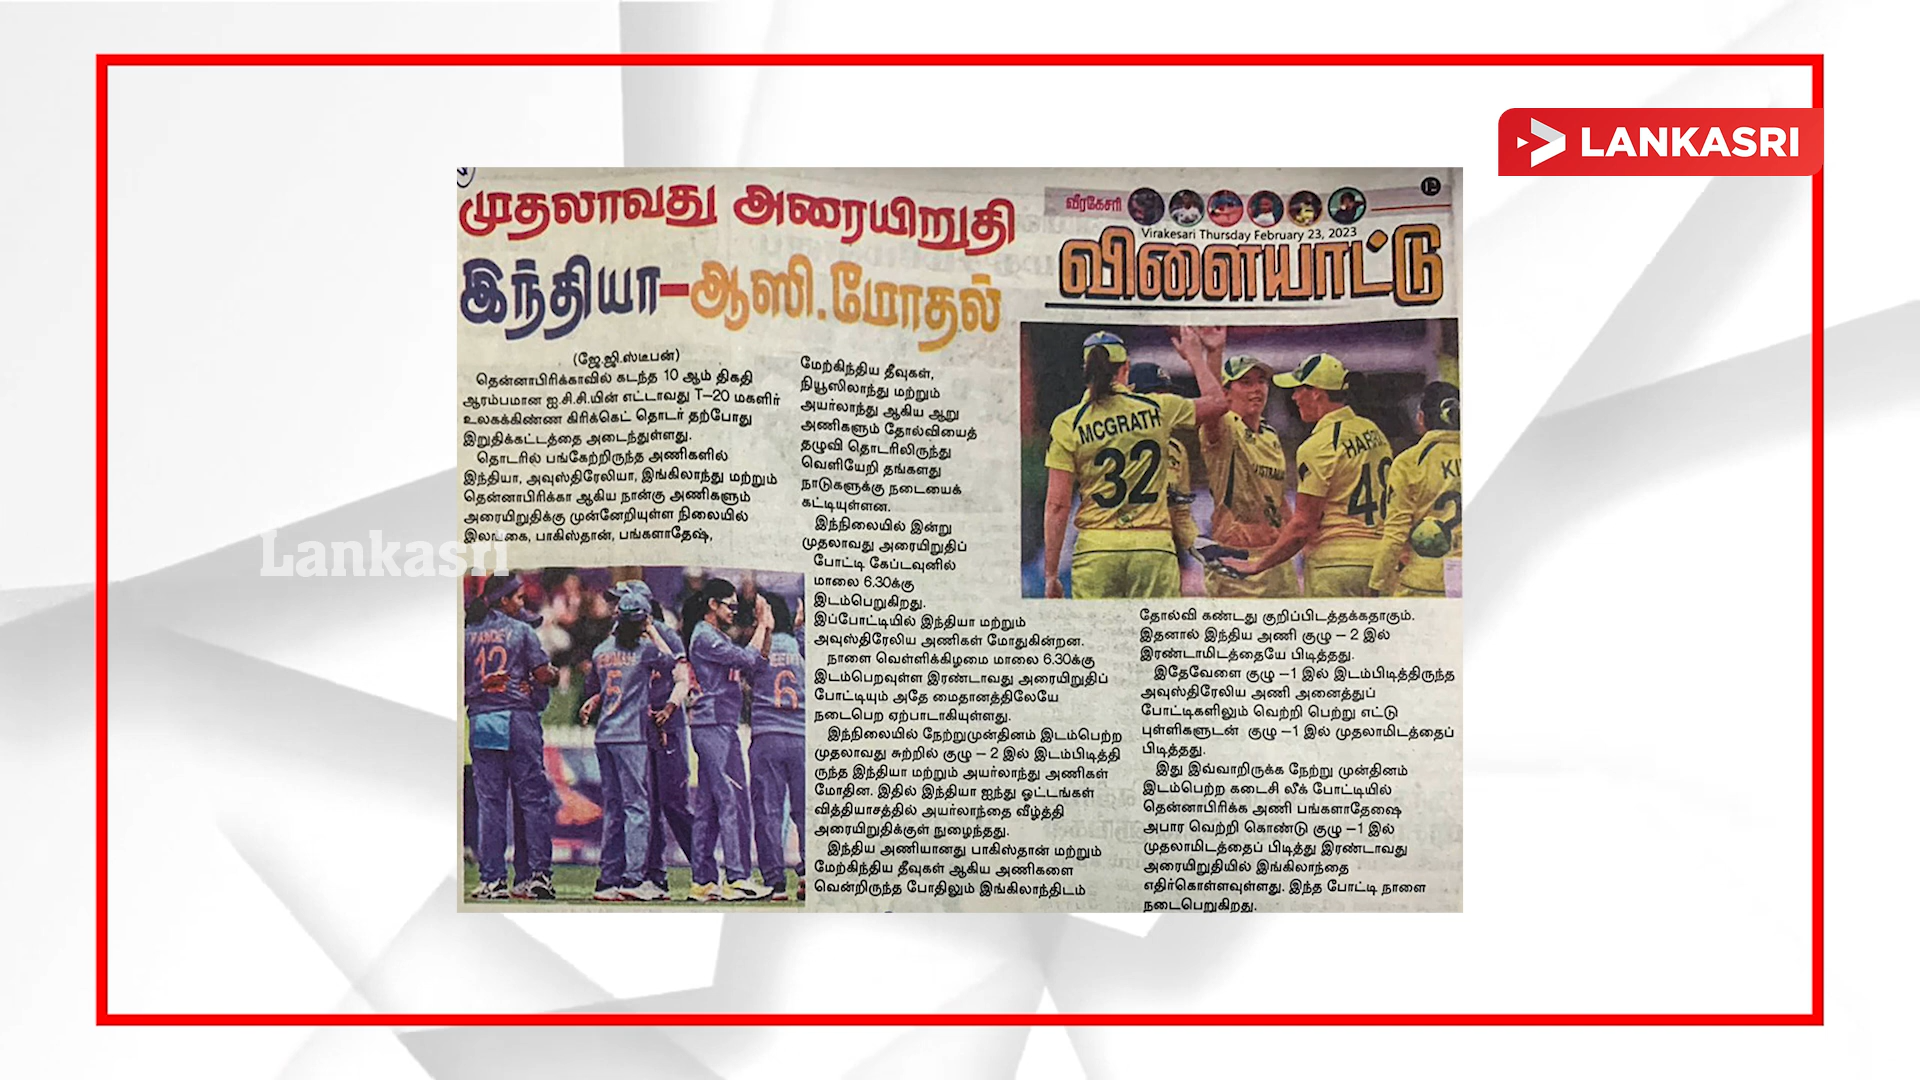 LANKASRI
முதலாவது அரையிறுதி
இந்தியா–ஆஸி.மோதல்
வீரகேசரி
12
Virakesari Thursday February 23, 2023
விளையாட்டு
(ஜே.ஜி.ஸ்டீபன்)
தென்னாபிரிக்காவில் கடந்த 10 ஆம் திகதி
ஆரம்பமான ஐ.சி.சி.யின் எட்டாவது T–20 மகளிர்
உலகக்கிண்ண கிரிக்கெட் தொடர் தற்போது
இறுதிக்கட்டத்தை அடைந்துள்ளது.
தொடரில் பங்கேற்றிருந்த அணிகளில்
இந்தியா, அவுஸ்திரேலியா, இங்கிலாந்து மற்றும்
தென்னாபிரிக்கா ஆகிய நான்கு அணிகளும்
அரையிறுதிக்கு முன்னேறியுள்ள நிலையில்
இலங்கை, பாகிஸ்தான், பங்களாதேஷ்,
Lankasri
மேற்கிந்திய தீவுகள்,
நியூஸிலாந்து மற்றும்
அயர்லாந்து ஆகிய ஆறு
அணிகளும் தோல்வியைத்
தழுவி தொடரிலிருந்து
வெளியேறி தங்களது
நாடுகளுக்கு நடையைக்
கட்டியுள்ளன.
இந்நிலையில் இன்று
முதலாவது அரையிறுதிப்
போட்டி கேப்டவுனில்
மாலை 6.30க்கு
இடம்பெறுகிறது.
இப்போட்டியில் இந்தியா மற்றும்
அவுஸ்திரேலிய அணிகள் மோதுகின்றன.
நாளை வெள்ளிக்கிழமை மாலை 6.30க்கு
இடம்பெறவுள்ள இரண்டாவது அரையிறுதிப்
போட்டியும் அதே மைதானத்திலேயே
நடைபெற ஏற்பாடாகியுள்ளது.
இந்நிலையில் நேற்றுமுன்தினம் இடம்பெற்ற
முதலாவது சுற்றில் குழு – 2 இல் இடம்பிடித்தி
ருந்த இந்தியா மற்றும் அயர்லாந்து அணிகள்
மோதின. இதில் இந்தியா ஐந்து ஓட்டங்கள்
வித்தியாசத்தில் அயர்லாந்தை வீழ்த்தி
அரையிறுதிக்குள் நுழைந்தது.
இந்திய அணியானது பாகிஸ்தான் மற்றும்
மேற்கிந்திய தீவுகள் ஆகிய அணிகளை
வென்றிருந்த போதிலும் இங்கிலாந்திடம்
MCGRATH
32
PANDEY
12
5
6
தோல்வி கண்டது குறிப்பிடத்தக்கதாகும்.
இதனால் இந்திய அணி குழு – 2 இல்
இரண்டாமிடத்தையே பிடித்தது.
இதேவேளை குழு –1 இல் இடம்பிடித்திருந்த
அவுஸ்திரேலிய அணி அனைத்துப்
போட்டிகளிலும் வெற்றி பெற்று எட்டு
புள்ளிகளுடன் குழு –1 இல் முதலாமிடத்தைப்
பிடித்தது.
இது இவ்வாறிருக்க நேற்று முன்தினம்
இடம்பெற்ற கடைசி லீக் போட்டியில்
தென்னாபிரிக்க அணி பங்களாதேஷை
அபார வெற்றி கொண்டு குழு –1 இல்
முதலாமிடத்தைப் பிடித்து இரண்டாவது
அரையிறுதியில் இங்கிலாந்தை
எதிர்கொள்ளவுள்ளது. இந்த போட்டி நாளை
நடைபெறுகிறது.